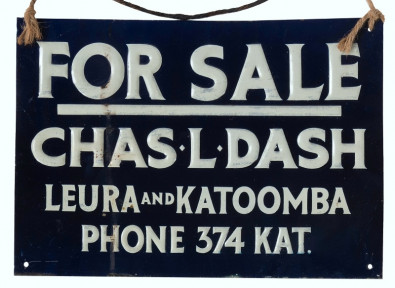 FOR SALE
CHAS·L·DASH
LEURA AND KATOOMBA
PHONE 374 KAT.